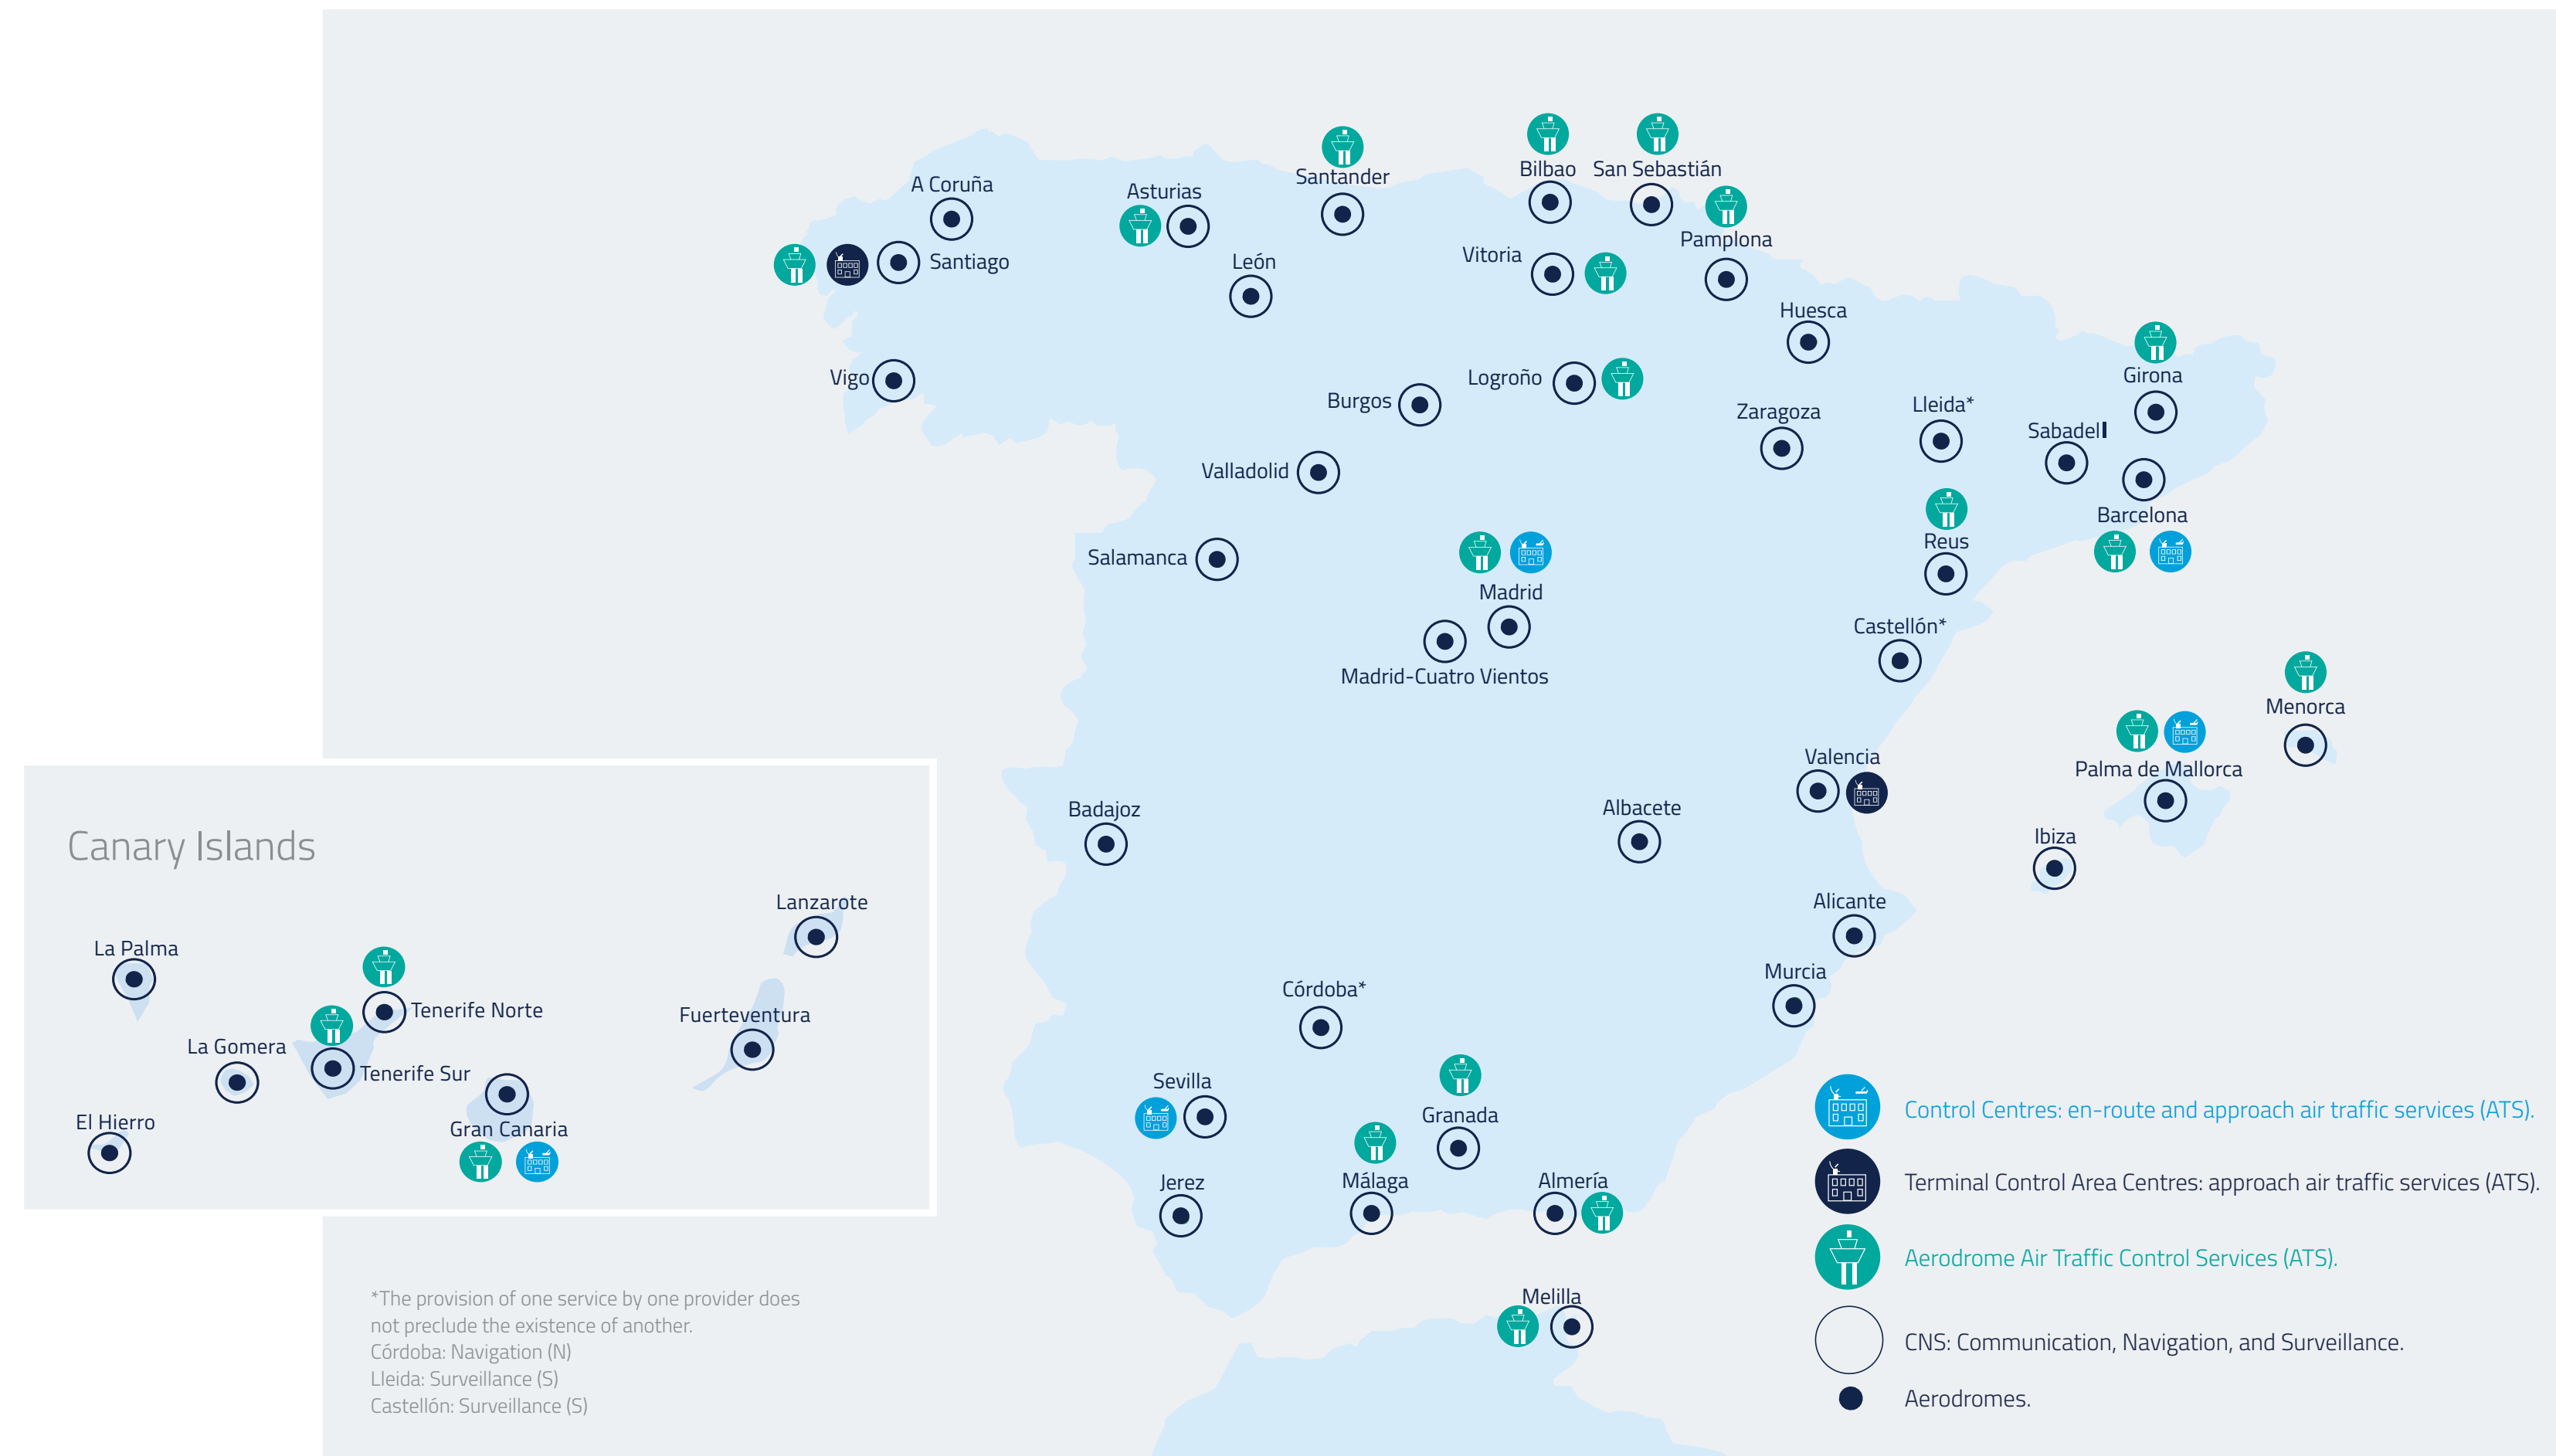 Bilbao
San Sebastián
Santander
A Coruña
Asturias
Pamplona
Vitoria
Santiago
León
Huesca
Girona
Vigo
Logroño
Burgos
Lleida*
Zaragoza
Sabadell
Valladolid
Barcelona
Reus
Salamanca
Madrid
Castellón*
Madrid-Cuatro Vientos
Menorca
Valencia
Palma de Mallorca
Badajoz
Albacete
Ibiza
Alicante
Murcia
Córdoba*
Sevilla
Granada
Jerez
Málaga
Almería
Melilla
Canary Islands
Lanzarote
La Palma
Tenerife Norte
Fuerteventura
La Gomera
Tenerife Sur
El Hierro
Gran Canaria
Control Centres: en-route and approach air traffic services (ATS).
Terminal Control Area Centres: approach air traffic services (ATS).
Aerodrome Air Traffic Control Services (ATS).
CNS: Communication, Navigation, and Surveillance.
Aerodromes.
*The provision of one service by one provider does
not preclude the existence of another.
Córdoba: Navigation (N)
Lleida: Surveillance (S)
Castellón: Surveillance (S)